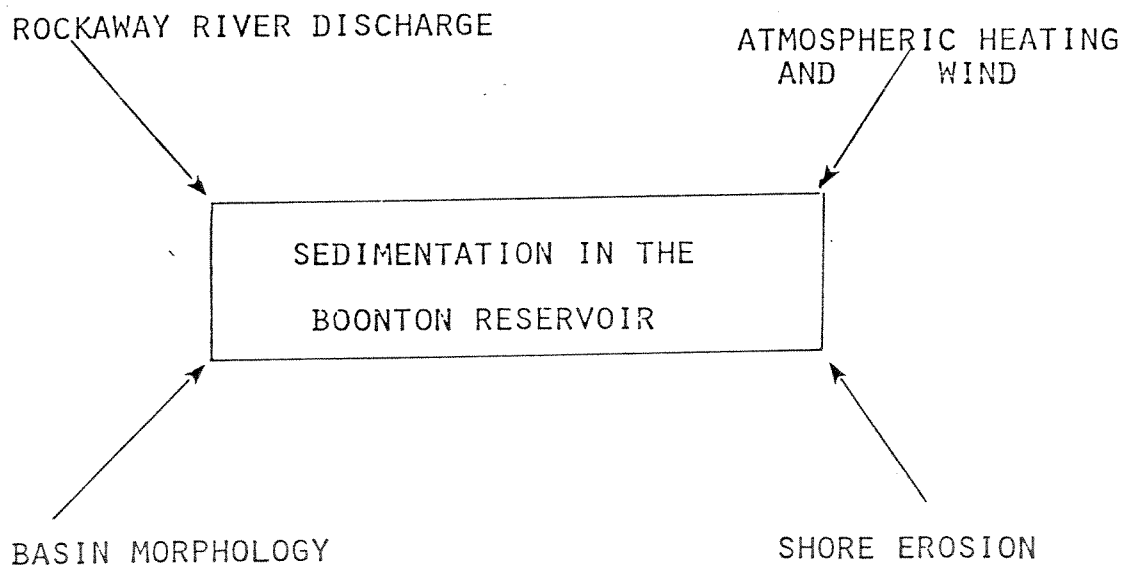 ROCKAWAY RIVER DISCHARGE
ATMOSPHERIC HEATING
AND WIND
SEDIMENTATION IN THE
BOONTON RESERVOIR
BASIN MORPHOLOGY
SHORE EROSION